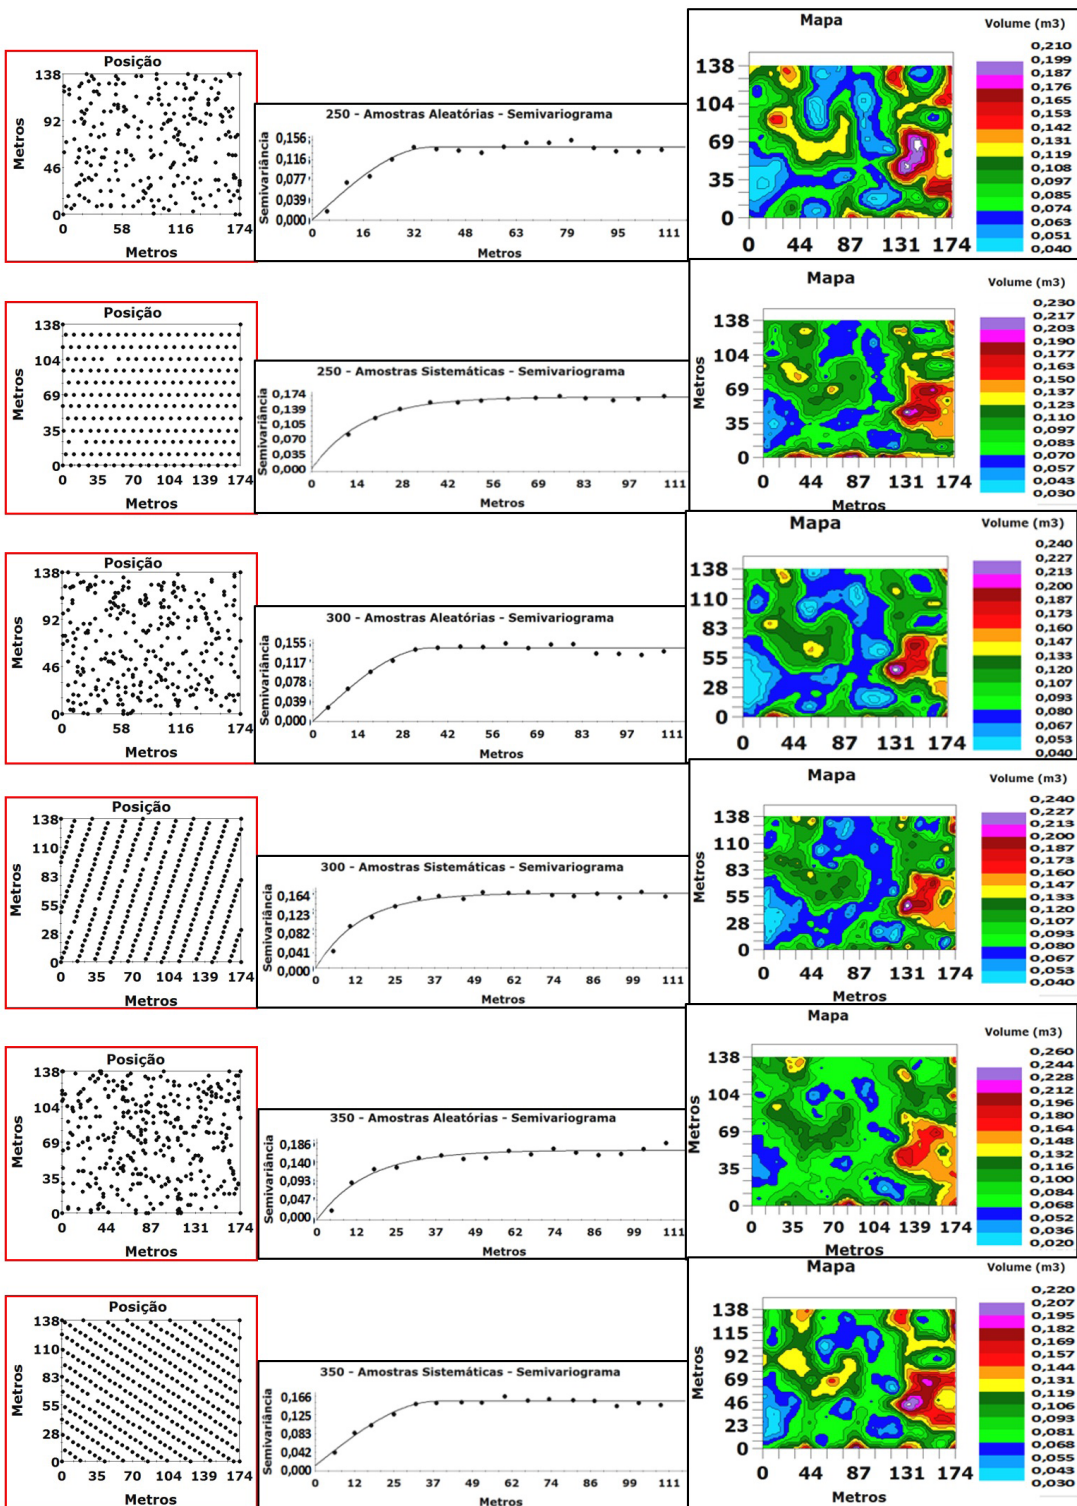 Mapa
Volume (m3)
0,210
0,199
0,187
0,176
0,165
0,153
0,142
0,131
0,119
0,108
0,097
0,085
0,074
0,063
0,051
0,040
138
104
69
35
0
0 44 87 131 174
Posição
Metros
138
92
46
0
0 58 116 174
Metros
250 - Amostras Aleatórias - Semivariograma
Semivariância
0,156
0,116
0,077
0,039
0,000
0 16 32 48 63 79 95 111
Metros
Mapa
Volume (m3)
0,230
0,217
0,203
0,190
0,177
0,163
0,150
0,137
0,123
0,110
0,097
0,083
0,070
0,057
0,043
0,030
Metros
138
104
69
35
0
0 44 87 131 174
Metros
Posição
Metros
138
104
69
35
0
0 35 70 104 140 174
Metros
250 - Amostras Sistemáticas - Semivariograma
Semivariância
0,174
0,139
0,105
0,070
0,035
0,000
0 14 28 42 56 69 83 97 111
Metros
Mapa
Volume (m3)
0,240
0,227
0,213
0,200
0,187
0,173
0,160
0,147
0,133
0,120
0,107
0,093
0,080
0,067
0,053
0,040
138
110
83
55
28
0
0 44 87 131 174
Posição
Metros
138
92
46
0
0 58 116 174
Metros
300 - Amostras Aleatórias - Semivariograma
Semivariância
0,155
0,117
0,078
0,039
0,000
0 14 28 42 56 69 83 97 111
Metros
Mapa
Volume (m3)
0,240
0,227
0,213
0,200
0,187
0,173
0,160
0,147
0,133
0,120
0,107
0,093
0,080
0,067
0,053
0,040
Metros
138
110
83
55
28
0
0 44 87 131 174
Metros
Posição
Metros
138
110
83
55
28
0
0 35 70 104 140 174
Metros
300 - Amostras Sistemáticas - Semivariograma
Semivariância
0,164
0,123
0,082
0,041
0,000
0 12 25 37 49 62 74 86 99 111
Metros
Mapa
Volume (m3)
0,260
0,244
0,228
0,212
0,196
0,180
0,164
0,148
0,132
0,116
0,100
0,084
0,068
0,052
0,036
0,020
Metros
138
104
69
35
0
0 35 70 104 139 174
Metros
Posição
Metros
138
104
69
35
0
0 44 87 131 174
Metros
350 - Amostras Aleatórias - Semivariograma
Semivariância
0,186
0,140
0,093
0,047
0,000
0 12 25 37 49 62 74 86 99 111
Metros
Mapa
Volume (m3)
0,220
0,207
0,195
0,182
0,169
0,157
0,144
0,131
0,119
0,106
0,093
0,081
0,068
0,055
0,043
0,030
Metros
138
115
92
69
46
23
0
0 44 87 131 174
Metros
Posição
Metros
138
110
83
55
28
0
0 35 70 104 140 174
Metros
350 - Amostras Sistemáticas - Semivariograma
Semivariância
0,166
0,125
0,083
0,042
0,000
0 12 25 37 49 62 74 86 99 111
Metros